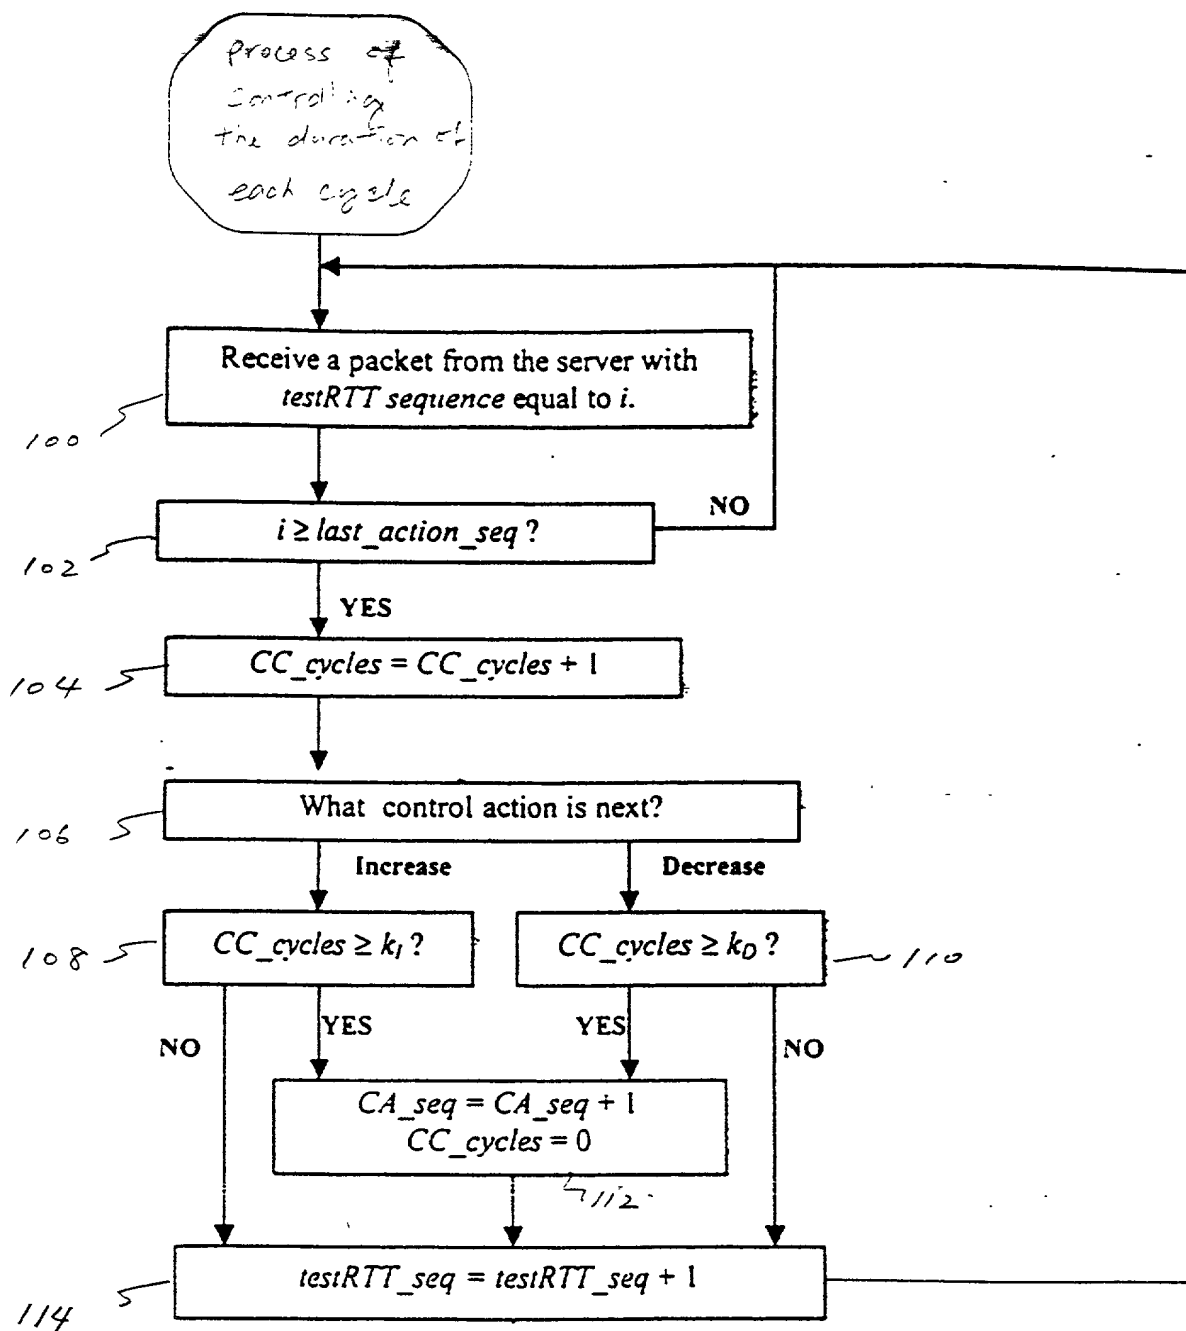 Process of
Controlling
the duration of
each cycle
Receive a packet from the server with
testRTT sequence equal to i.
100
i ≥ last_action_seq ?
NO
102
YES
CC_cycles = CC_cycles + 1
104
What control action is next?
106
Increase
Decrease
CC_cycles ≥ k_I ?
CC_cycles ≥ k_D ?
108
110
NO
YES
YES
NO
CA_seq = CA_seq + 1
CC_cycles = 0
112
testRTT_seq = testRTT_seq + 1
114